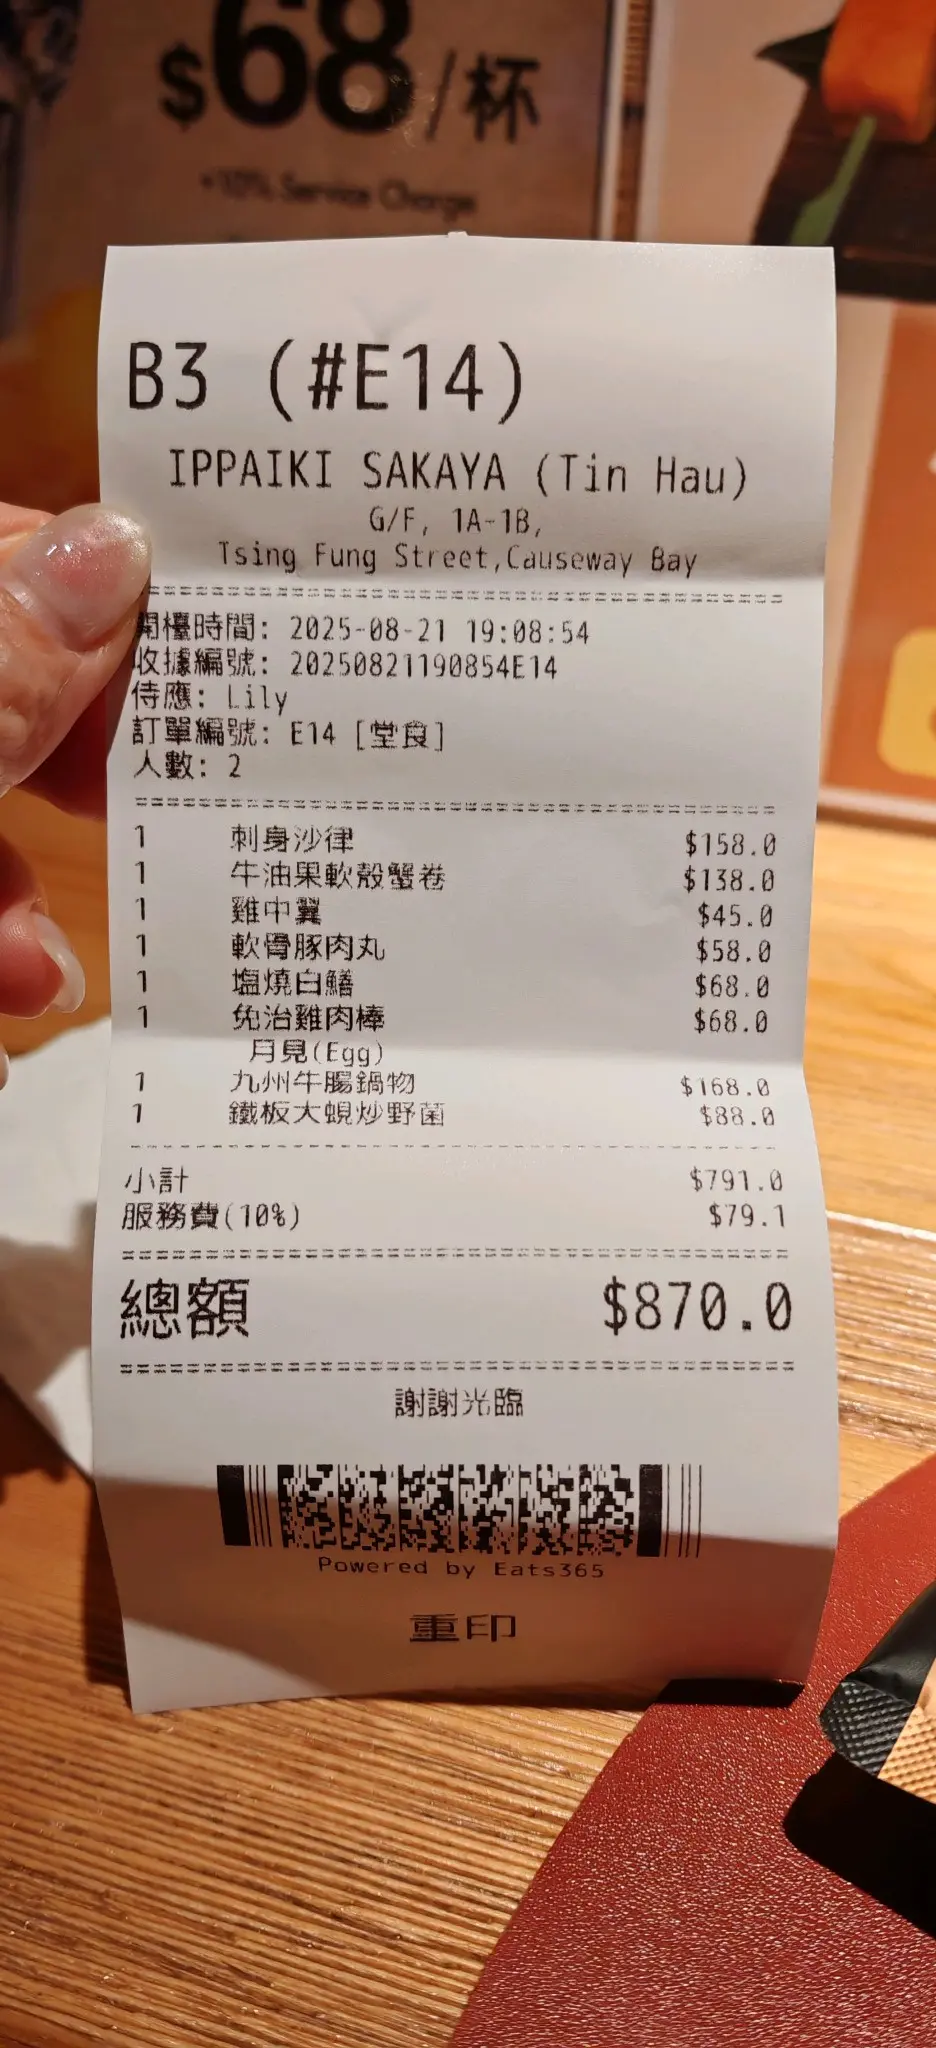 $68/杯
+10% Service Charge
B3 (#E14)
IPPAIKI SAKAYA (Tin Hau)
G/F, 1A-1B,
Tsing Fung Street,Causeway Bay
開檯時間: 2025-08-21 19:08:54
收據編號: 20250821190854E14
侍應: Lily
訂單編號: E14 [堂食]
人數: 2
1 刺身沙律 $158.0
1 牛油果軟殼蟹卷 $138.0
1 雞中翼 $45.0
1 軟骨豚肉丸 $58.0
1 塩燒白鱔 $68.0
1 免治雞肉棒 $68.0
月見(Egg)
1 九州牛腸鍋物 $168.0
1 鐵板大蜆炒野菌 $88.0
小計 $791.0
服務費(10%) $79.1
總額 $870.0
謝謝光臨
Powered by Eats365
重印